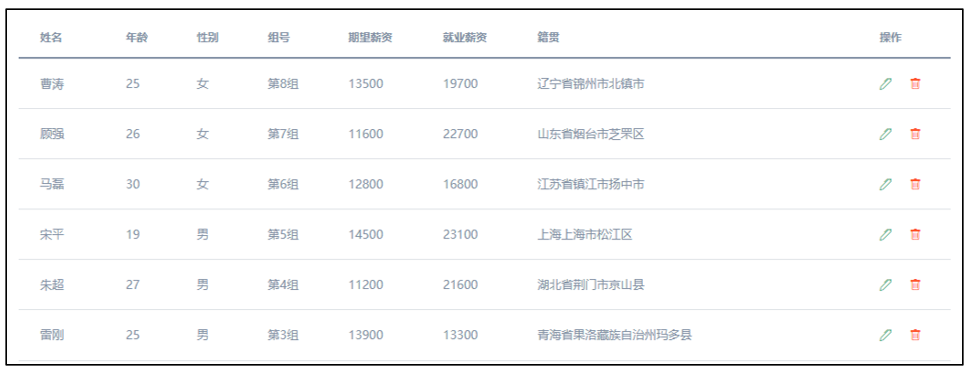 姓名 年龄 性别 组号 期望薪资 就业薪资 籍贯 操作
曹涛 25 女 第8组 13500 19700 辽宁省锦州市北镇市
顾强 26 女 第7组 11600 22700 山东省烟台市芝罘区
马磊 30 女 第6组 12800 16800 江苏省镇江市扬中市
宋平 19 男 第5组 14500 23100 上海上海市松江区
朱超 27 男 第4组 11200 21600 湖北省荆门市京山县
雷刚 25 男 第3组 13900 13300 青海省果洛藏族自治州玛多县